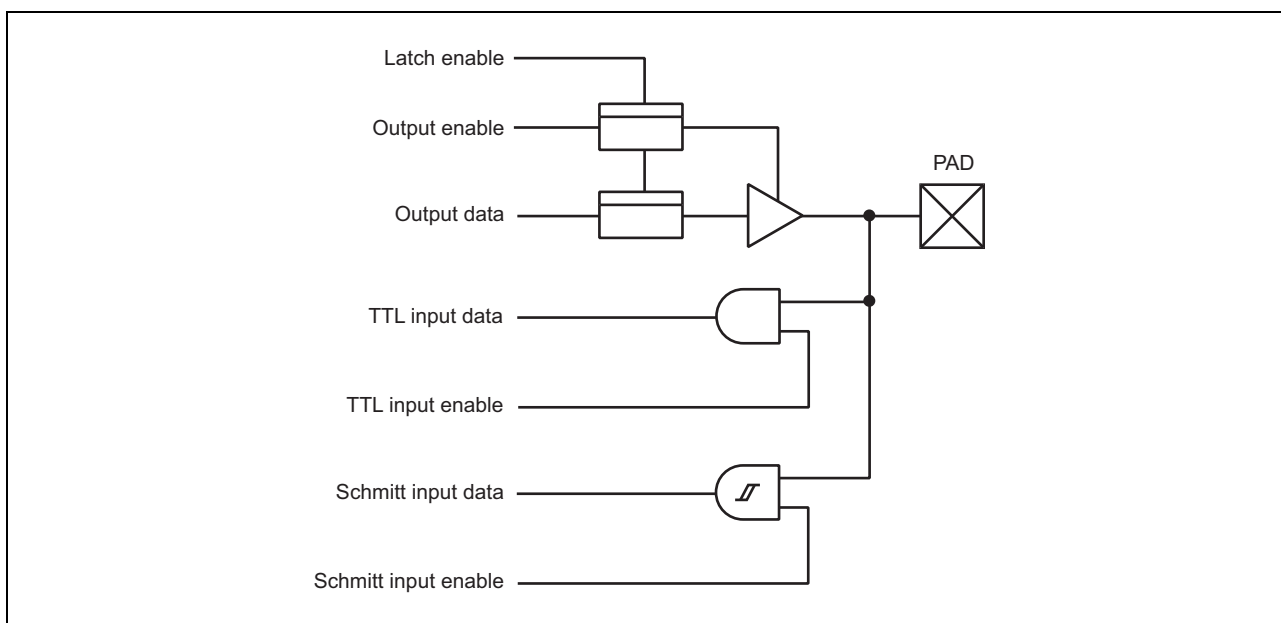 Latch enable
Output enable
PAD
Output data
TTL input data
TTL input enable
Schmitt input data
Schmitt input enable